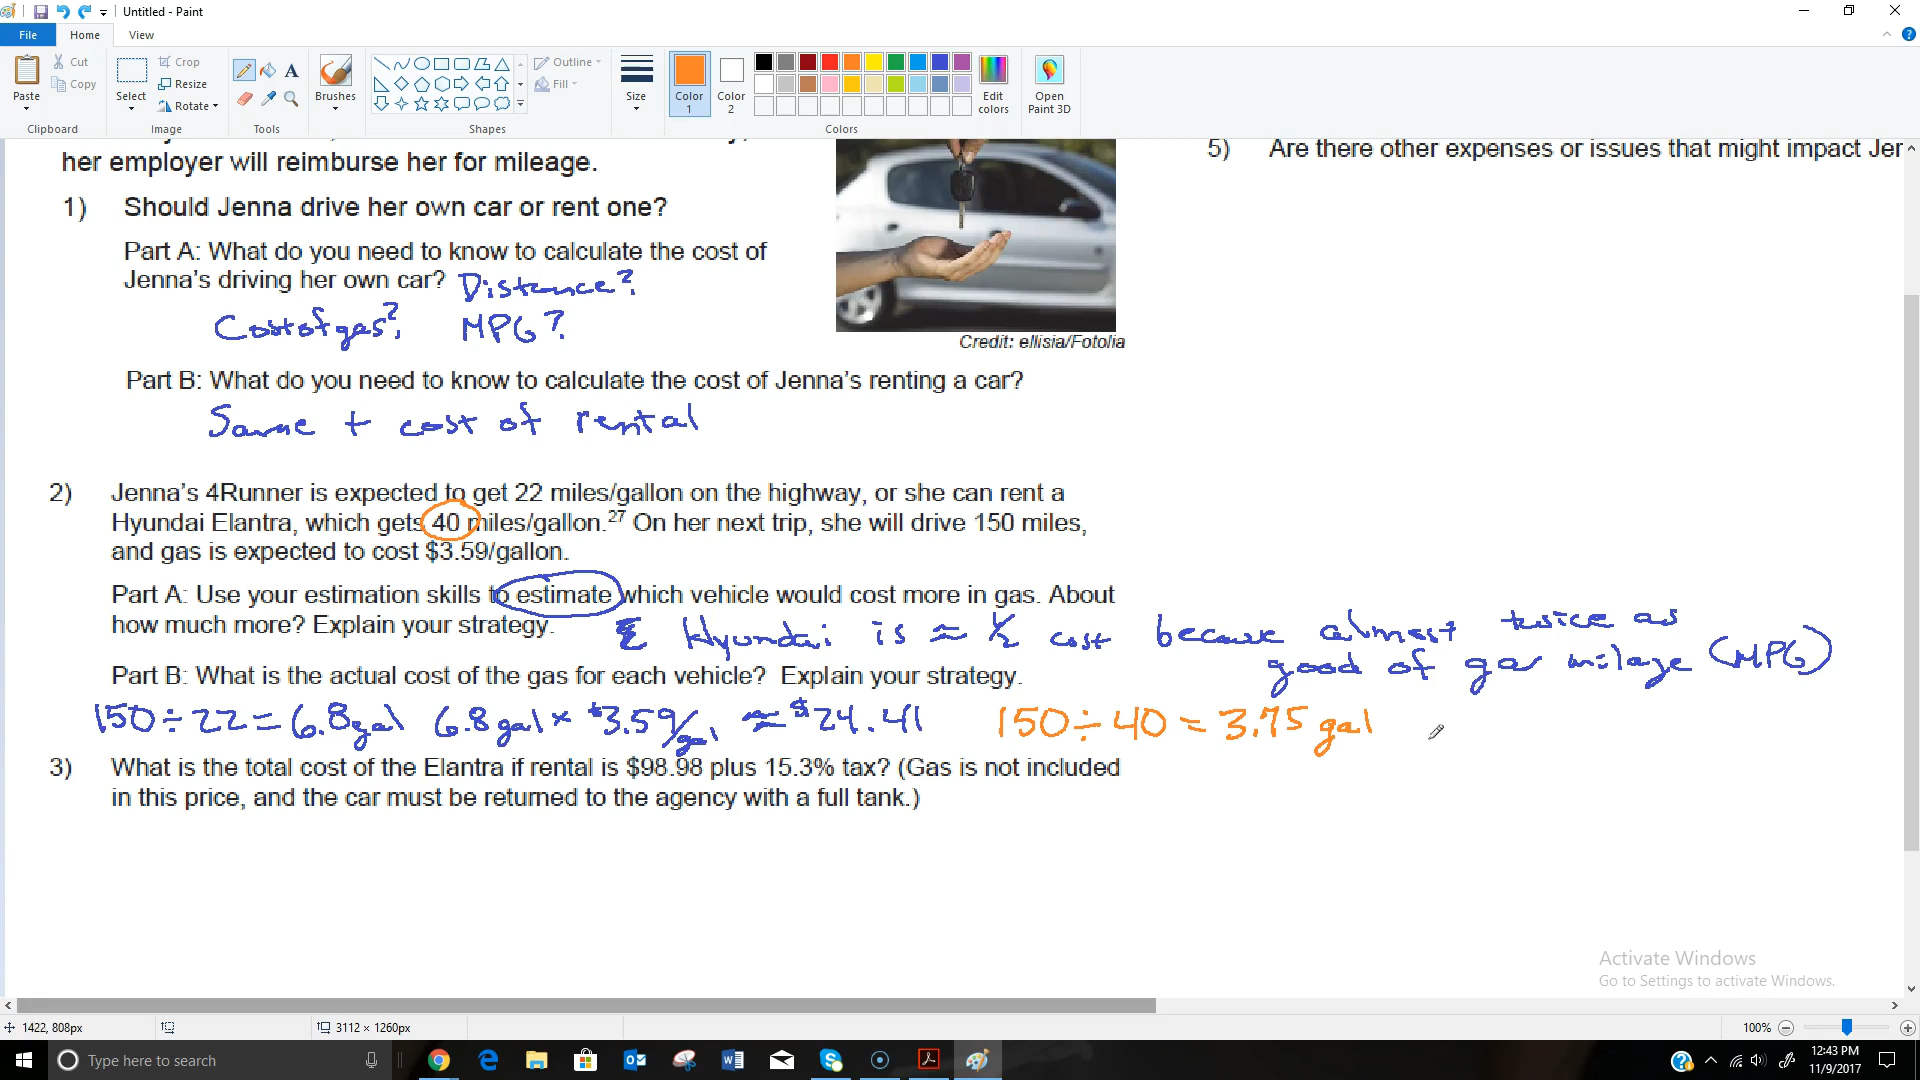 Untitled - Paint
File Home View
Paste Cut Copy Clipboard
Select Crop Resize Rotate Image
Tools
Brushes
Shapes
Outline Fill
Size
Color 1
Color 2
Edit colors
Open Paint 3D
Colors
her employer will reimburse her for mileage.
1) Should Jenna drive her own car or rent one?
Part A: What do you need to know to calculate the cost of
Jenna's driving her own car? Distance?
Cost of gas? MPG?
Credit: ellisia/Fotolia
Part B: What do you need to know to calculate the cost of Jenna's renting a car?
Same + cost of rental
2) Jenna's 4Runner is expected to get 22 miles/gallon on the highway, or she can rent a
Hyundai Elantra, which gets 40 miles/gallon.27 On her next trip, she will drive 150 miles,
and gas is expected to cost $3.59/gallon.
Part A: Use your estimation skills to estimate which vehicle would cost more in gas. About
how much more? Explain your strategy.
Hyundai is ≈ 1/2 cost because almost twice as
good of gas milage (MPG)
Part B: What is the actual cost of the gas for each vehicle? Explain your strategy.
150 ÷ 22 = 6.8 gal 6.8 gal × $3.59/gal ≈ $24.41 150 ÷ 40 = 3.75 gal
3) What is the total cost of the Elantra if rental is $98.98 plus 15.3% tax? (Gas is not included
in this price, and the car must be returned to the agency with a full tank.)
5) Are there other expenses or issues that might impact Jer
Activate Windows
Go to Settings to activate Windows.
1422, 808px
3112 × 1260px
100%
Type here to search
12:43 PM
11/9/2017